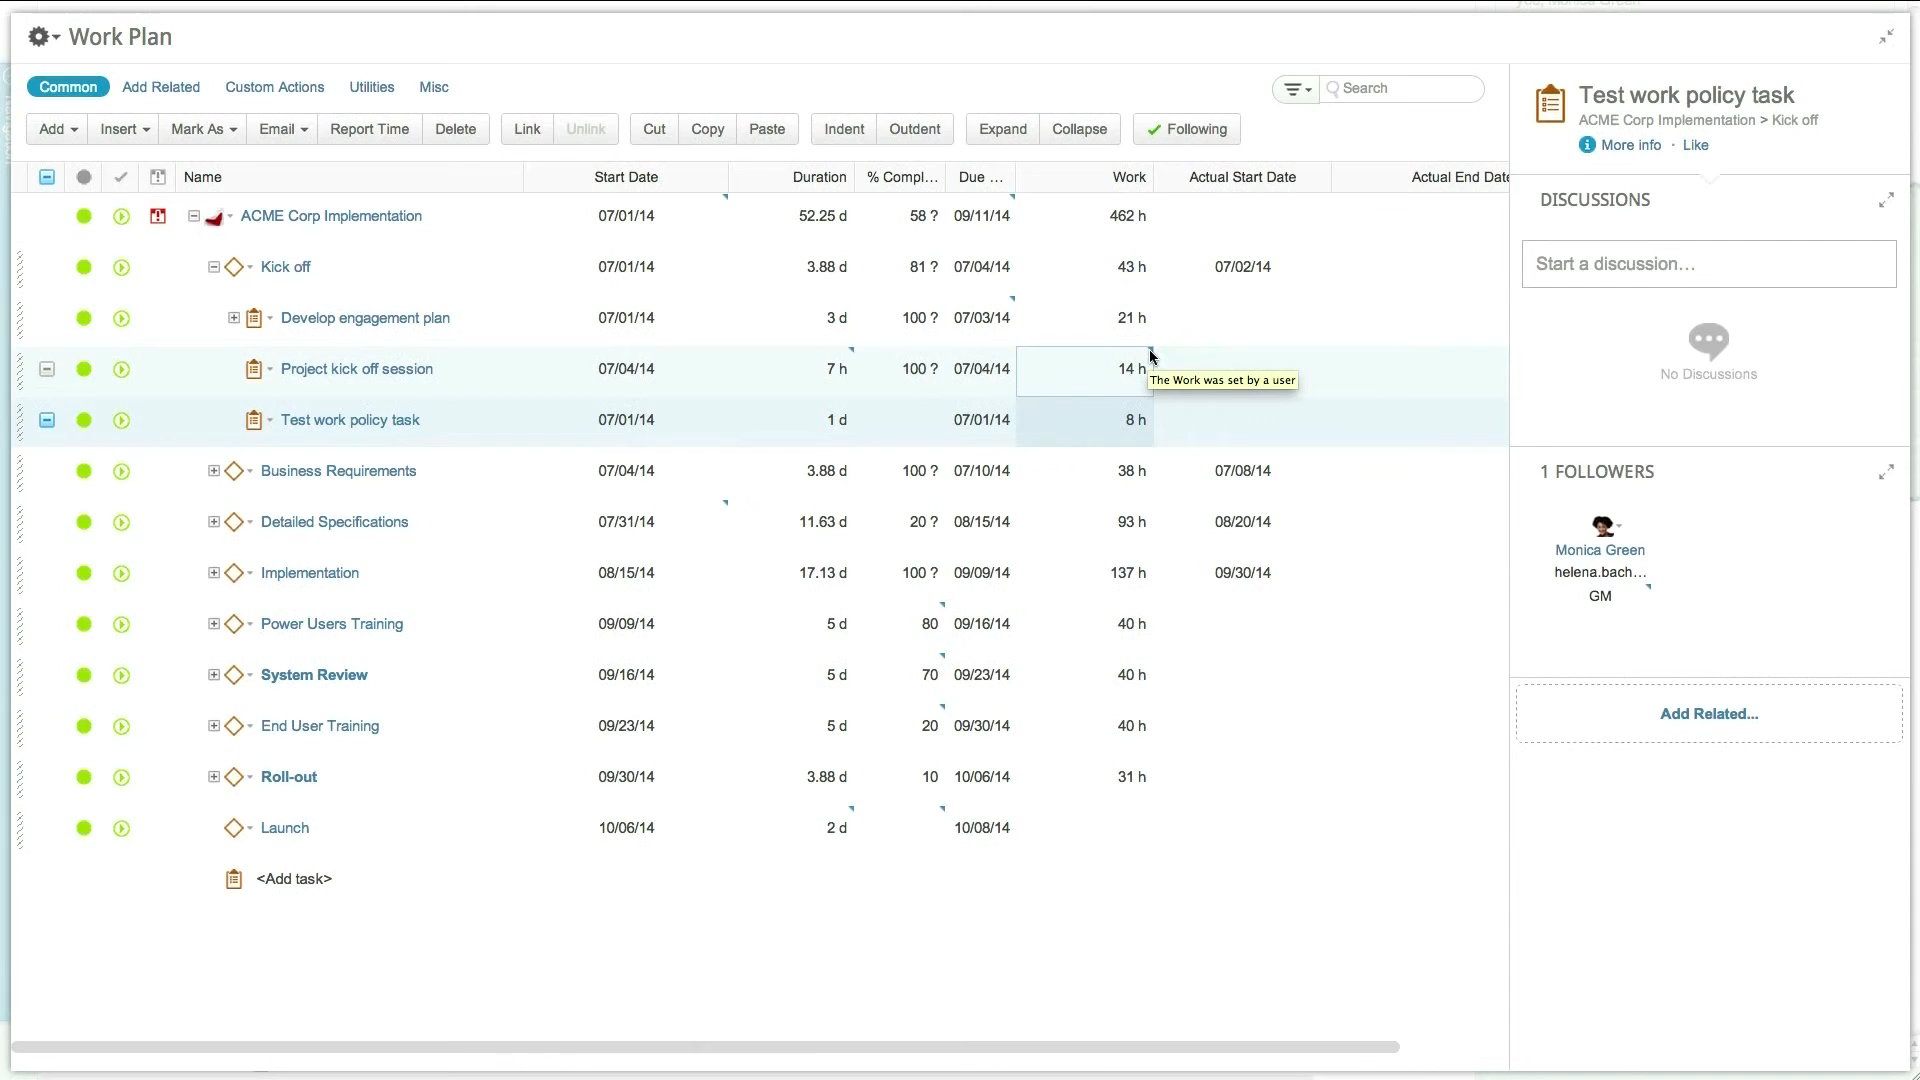 Work Plan
Common Add Related Custom Actions Utilities Misc
Search
Add Insert Mark As Email Report Time Delete Link Unlink Cut Copy Paste Indent Outdent Expand Collapse Following
Name Start Date Duration % Compl... Due ... Work Actual Start Date Actual End Date
ACME Corp Implementation 07/01/14 52.25 d 58 ? 09/11/14 462 h
Kick off 07/01/14 3.88 d 81 ? 07/04/14 43 h 07/02/14
Develop engagement plan 07/01/14 3 d 100 ? 07/03/14 21 h
Project kick off session 07/04/14 7 h 100 ? 07/04/14 14 h
The Work was set by a user
Test work policy task 07/01/14 1 d 07/01/14 8 h
Business Requirements 07/04/14 3.88 d 100 ? 07/10/14 38 h 07/08/14
Detailed Specifications 07/31/14 11.63 d 20 ? 08/15/14 93 h 08/20/14
Implementation 08/15/14 17.13 d 100 ? 09/09/14 137 h 09/30/14
Power Users Training 09/09/14 5 d 80 09/16/14 40 h
System Review 09/16/14 5 d 70 09/23/14 40 h
End User Training 09/23/14 5 d 20 09/30/14 40 h
Roll-out 09/30/14 3.88 d 10 10/06/14 31 h
Launch 10/06/14 2 d 10/08/14
<Add task>
Test work policy task
ACME Corp Implementation > Kick off
More info · Like
DISCUSSIONS
Start a discussion...
No Discussions
1 FOLLOWERS
Monica Green
helena.bach...
GM
Add Related...